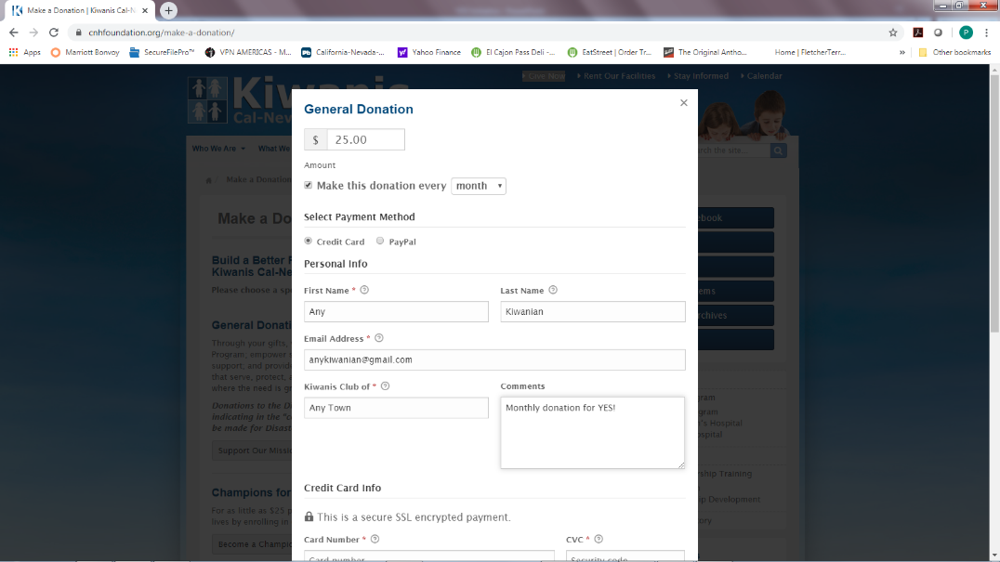 Make a Donation | Kiwanis Cal-N
cnhfoundation.org/make-a-donation/
P
Apps Marriott Bonvoy SecureFilePro™ VPN AMERICAS - M... California-Nevada-... Yahoo Finance El Cajon Pass Deli -... EatStreet | Order Tr... The Original Antho... Home | FletcherTerr... » Other bookmarks
Give Now Rent Our Facilities Stay Informed Calendar
Kiwanis
Cal-Nev
Who We Are What We
rch the site...
Make a Donation
Make a Do
Build a Better
Kiwanis Cal-Ne
Please choose a sp
General Donati
Through your gifts,
Program; empower
support; and provid
that serve, protect,
where the need is g
Donations to the Di
indicating in the "c
be made for Disas
Support Our Missi
Champions for
For as little as $25 p
lives by enrolling in
Become a Champi
General Donation
×
$ 25.00
Amount
Make this donation every month
Select Payment Method
Credit Card PayPal
Personal Info
First Name * Last Name
Any Kiwanian
Email Address *
anykiwanian@gmail.com
Kiwanis Club of * Comments
Any Town Monthly donation for YES!
Credit Card Info
This is a secure SSL encrypted payment.
Card Number * CVC *
Card number Security code
ebook
ems
rchives
ram
gram
's Hospital
spital
rship Training
p Development
ory